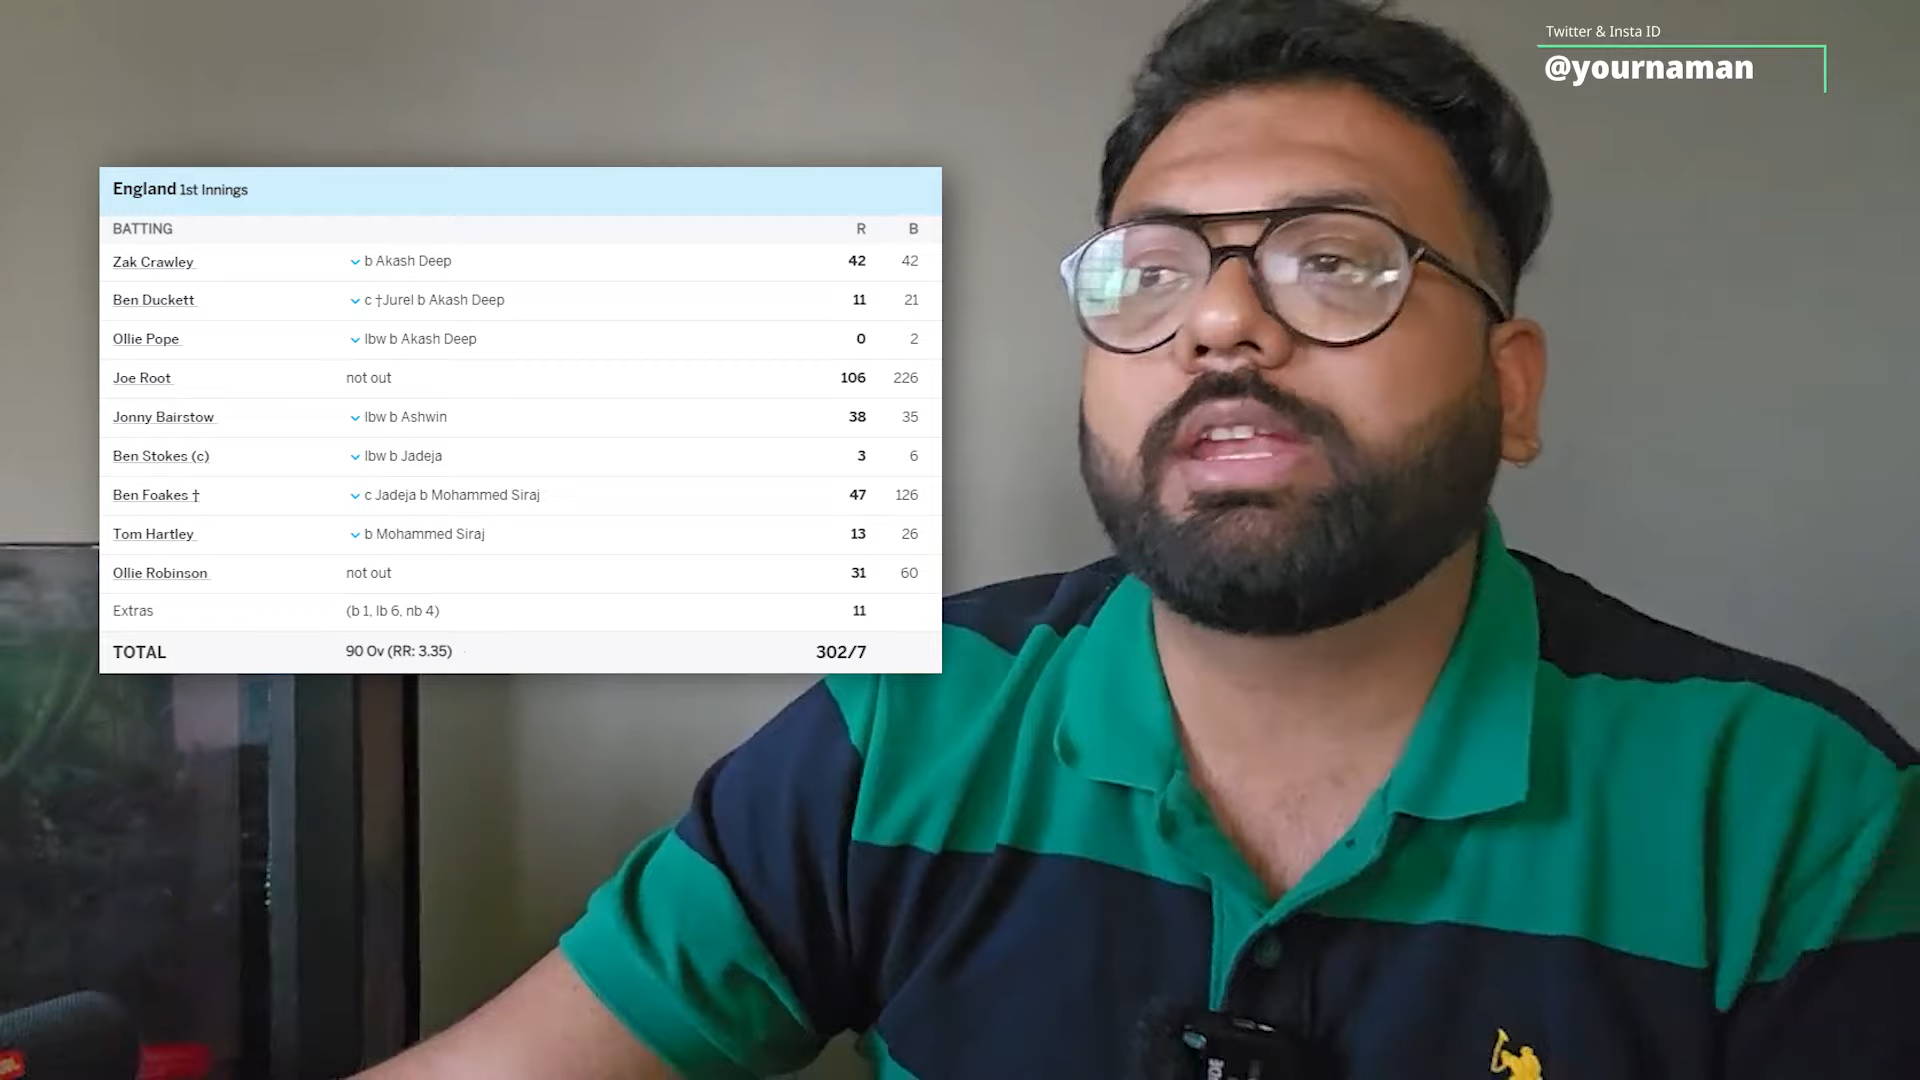 Twitter & Insta ID
@yournaman
England 1st Innings
BATTING R B
Zak Crawley b Akash Deep 42 42
Ben Duckett c †Jurel b Akash Deep 11 21
Ollie Pope lbw b Akash Deep 0 2
Joe Root not out 106 226
Jonny Bairstow lbw b Ashwin 38 35
Ben Stokes (c) lbw b Jadeja 3 6
Ben Foakes † c Jadeja b Mohammed Siraj 47 126
Tom Hartley b Mohammed Siraj 13 26
Ollie Robinson not out 31 60
Extras (b 1, lb 6, nb 4) 11
TOTAL 90 Ov (RR: 3.35) 302/7